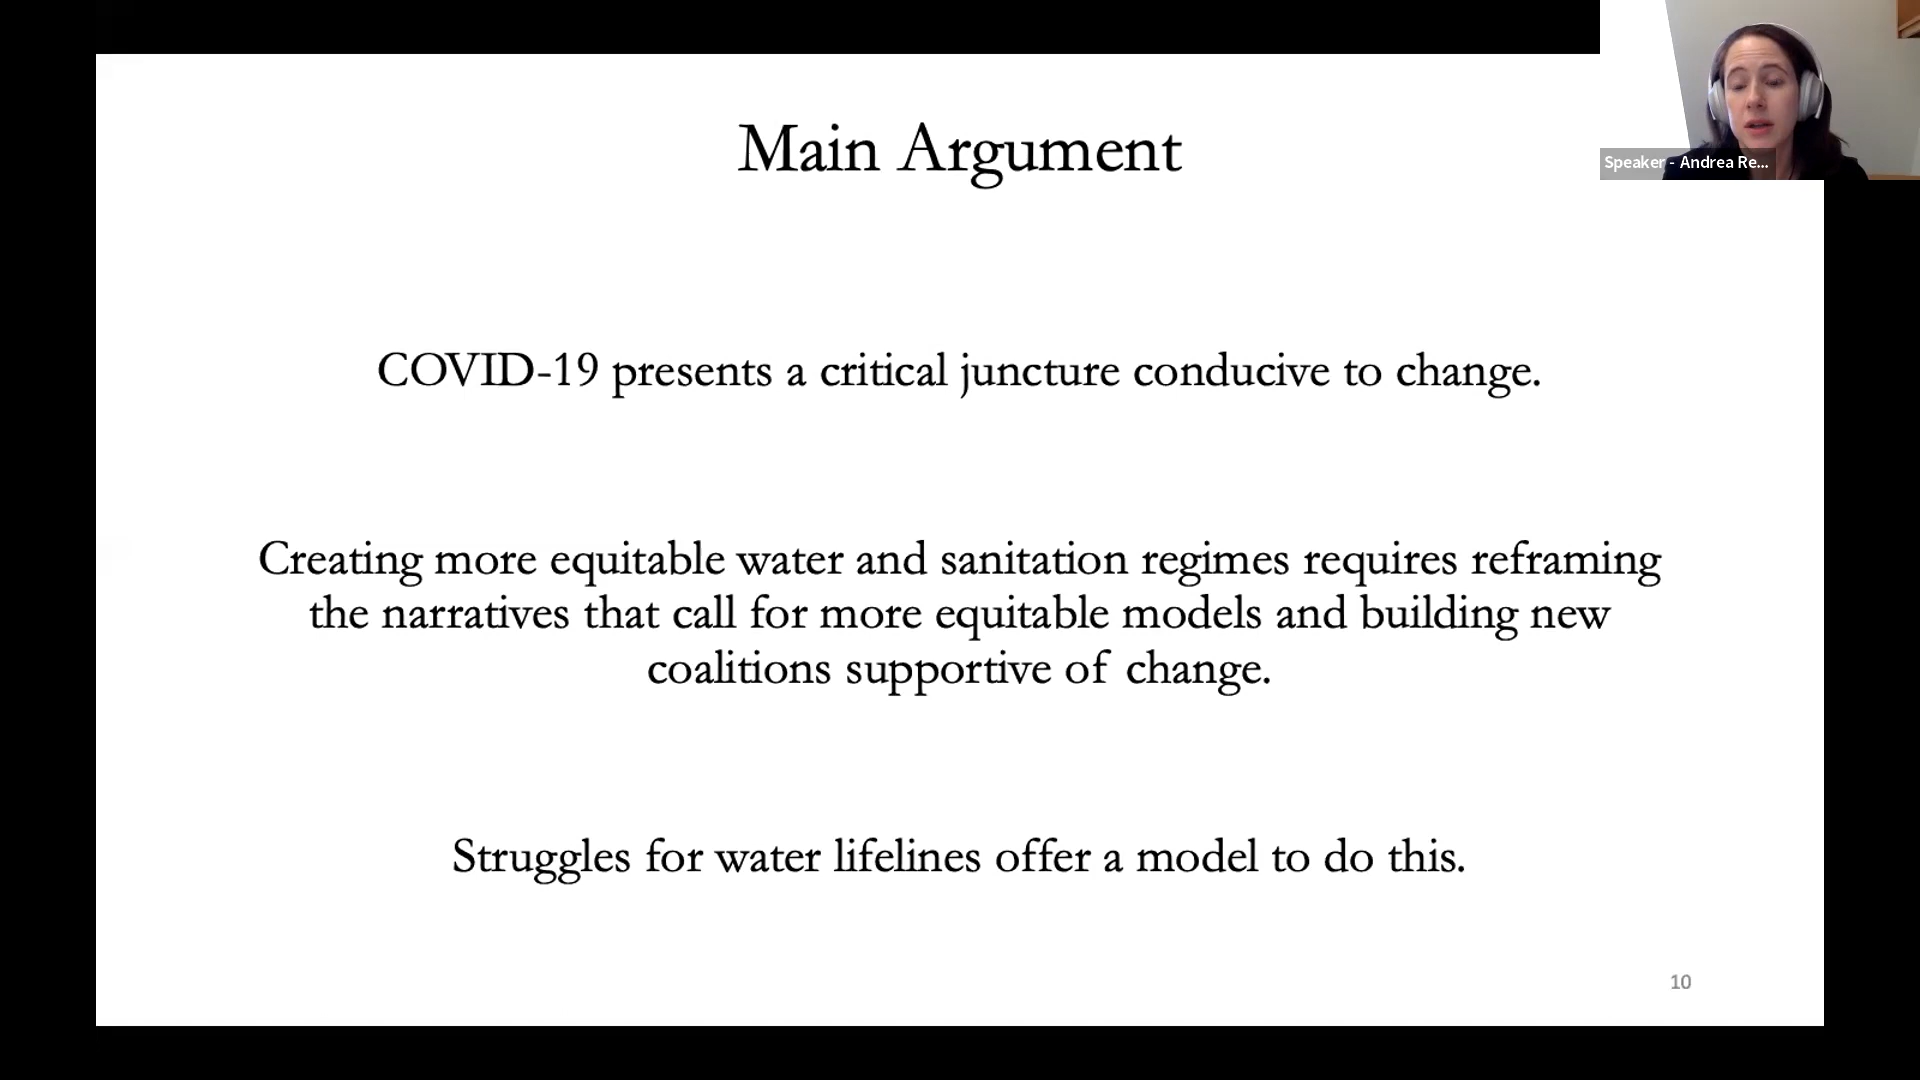 Main Argument
Speaker - Andrea Re...
COVID-19 presents a critical juncture conducive to change.
Creating more equitable water and sanitation regimes requires reframing
the narratives that call for more equitable models and building new
coalitions supportive of change.
Struggles for water lifelines offer a model to do this.
10